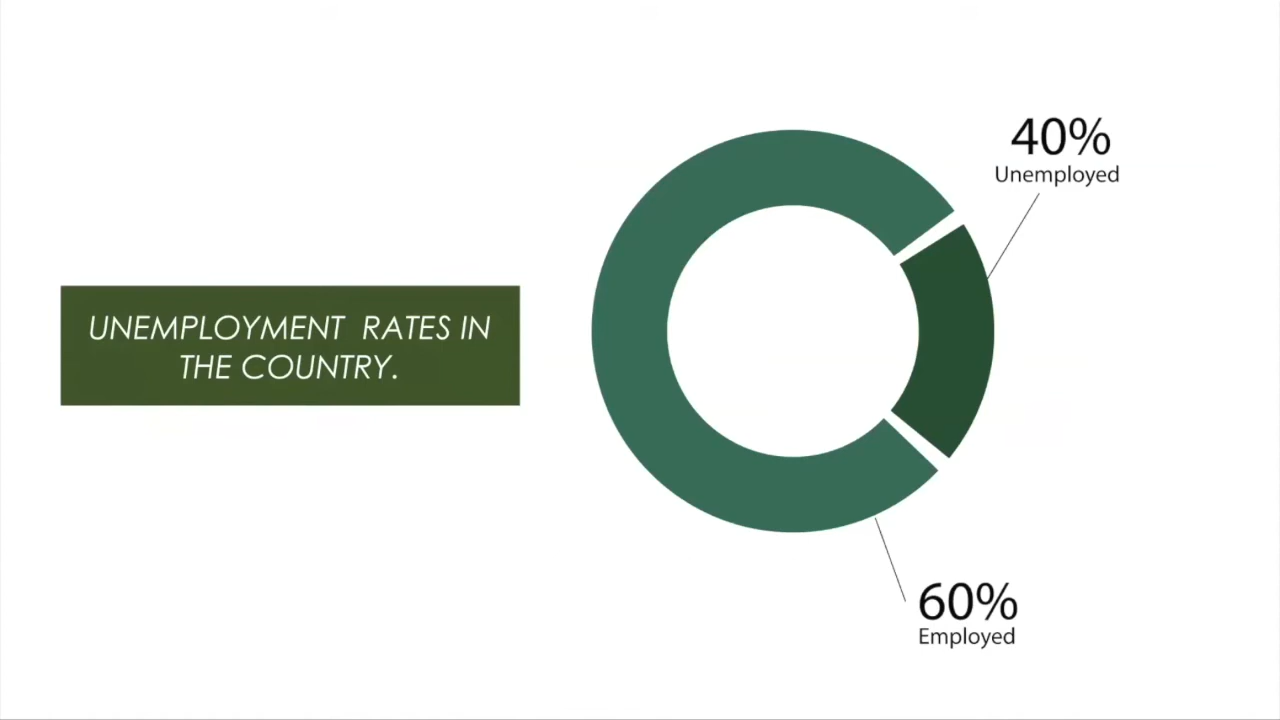 UNEMPLOYMENT RATES IN
THE COUNTRY.
40%
Unemployed
60%
Employed